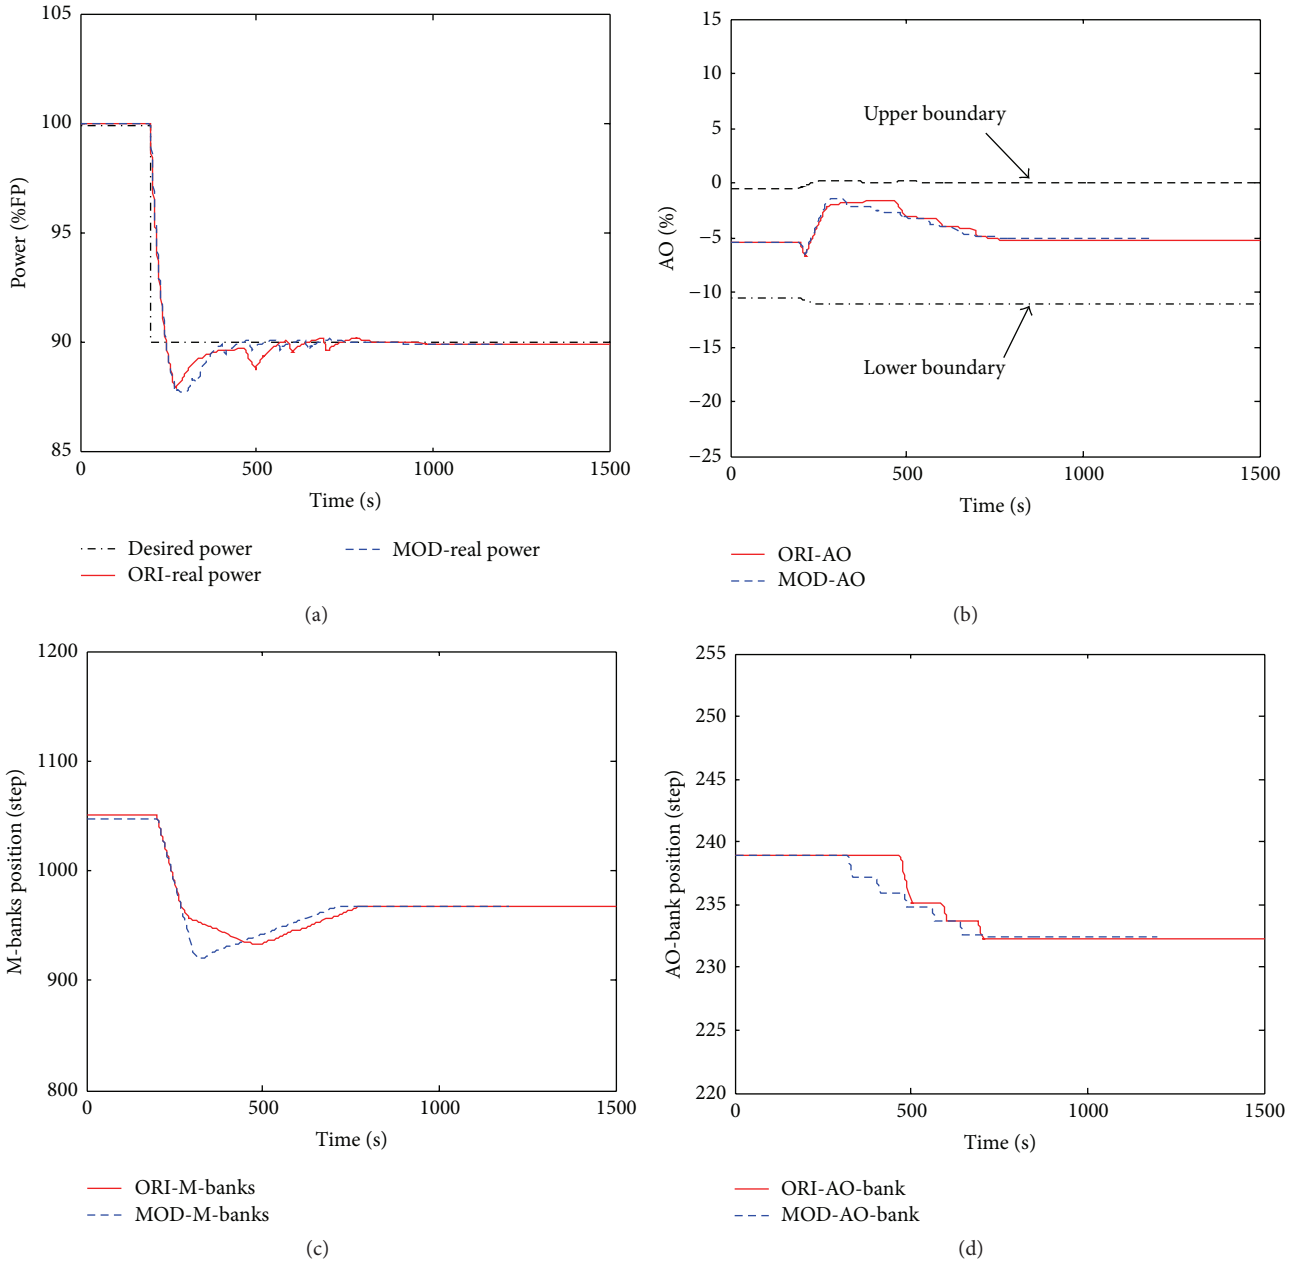 105
100
95
90
85
Power (%FP)
0
500
1000
1500
Time (s)
Desired power
ORI-real power
MOD-real power
(a)
15
10
5
0
−5
−10
−15
−20
−25
AO (%)
Upper boundary
Lower boundary
0
500
1000
1500
Time (s)
ORI-AO
MOD-AO
(b)
1200
1100
1000
900
800
M-banks position (step)
0
500
1000
1500
Time (s)
ORI-M-banks
MOD-M-banks
(c)
255
250
245
240
235
230
225
220
AO-bank position (step)
0
500
1000
1500
Time (s)
ORI-AO-bank
MOD-AO-bank
(d)